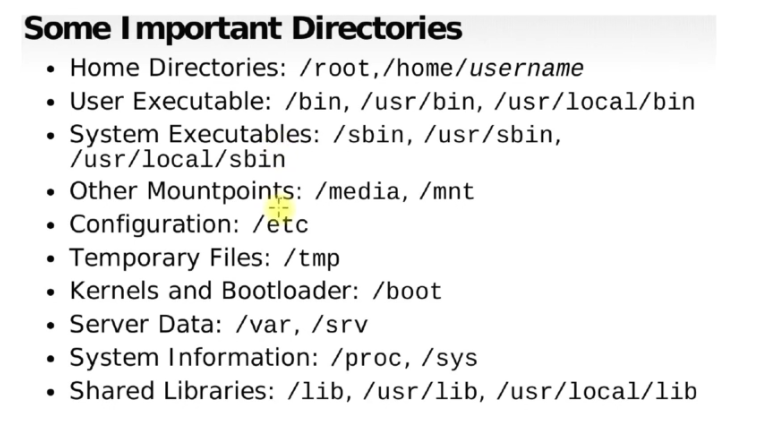 Some Important Directories
• Home Directories: /root,/home/username
• User Executable: /bin, /usr/bin, /usr/local/bin
• System Executables: /sbin, /usr/sbin,
/usr/local/sbin
• Other Mountpoints: /media, /mnt
• Configuration: /etc
• Temporary Files: /tmp
• Kernels and Bootloader: /boot
• Server Data: /var, /srv
• System Information: /proc, /sys
• Shared Libraries: /lib, /usr/lib, /usr/local/lib